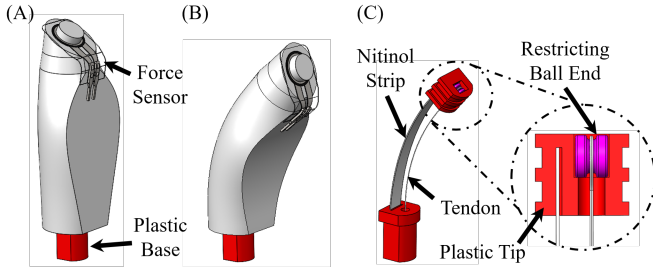 (A)
(B)
(C)
Force
Sensor
Plastic
Base
Nitinol
Strip
Restricting
Ball End
Tendon
Plastic Tip